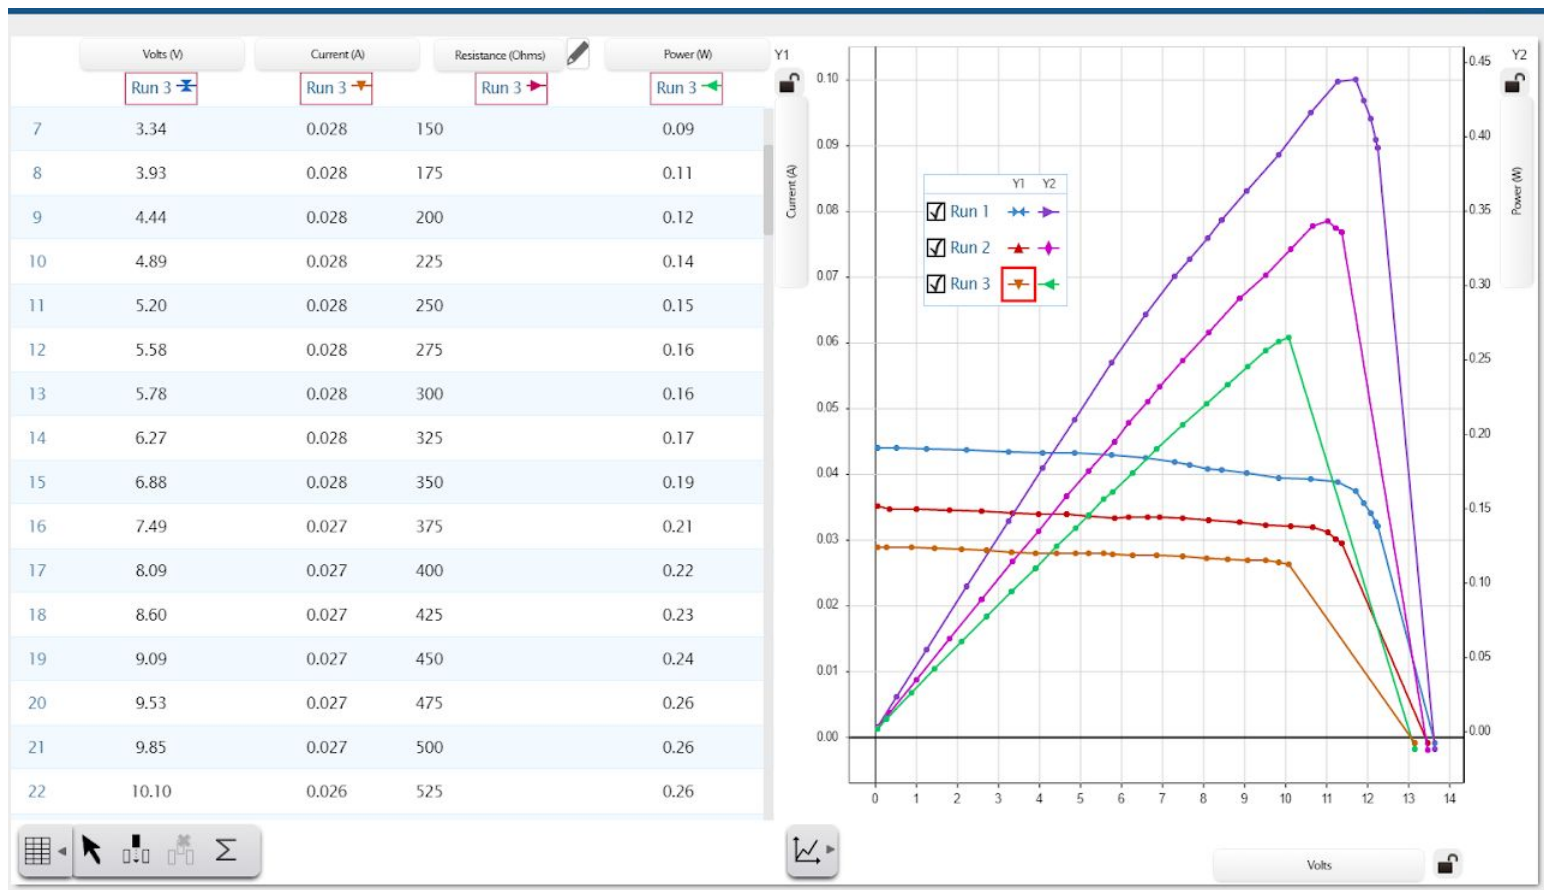 Volts (V) Current (A) Resistance (Ohms) Power (W)
Run 3 Run 3 Run 3 Run 3
7 3.34 0.028 150 0.09
8 3.93 0.028 175 0.11
9 4.44 0.028 200 0.12
10 4.89 0.028 225 0.14
11 5.20 0.028 250 0.15
12 5.58 0.028 275 0.16
13 5.78 0.028 300 0.16
14 6.27 0.028 325 0.17
15 6.88 0.028 350 0.19
16 7.49 0.027 375 0.21
17 8.09 0.027 400 0.22
18 8.60 0.027 425 0.23
19 9.09 0.027 450 0.24
20 9.53 0.027 475 0.26
21 9.85 0.027 500 0.26
22 10.10 0.026 525 0.26
Y1
Current (A)
0.10
0.09
0.08
0.07
0.06
0.05
0.04
0.03
0.02
0.01
0.00
Y1 Y2
Run 1
Run 2
Run 3
0.45
0.40
0.35
0.30
0.25
0.20
0.15
0.10
0.05
0.00
Y2
Power (W)
0 1 2 3 4 5 6 7 8 9 10 11 12 13 14
Volts